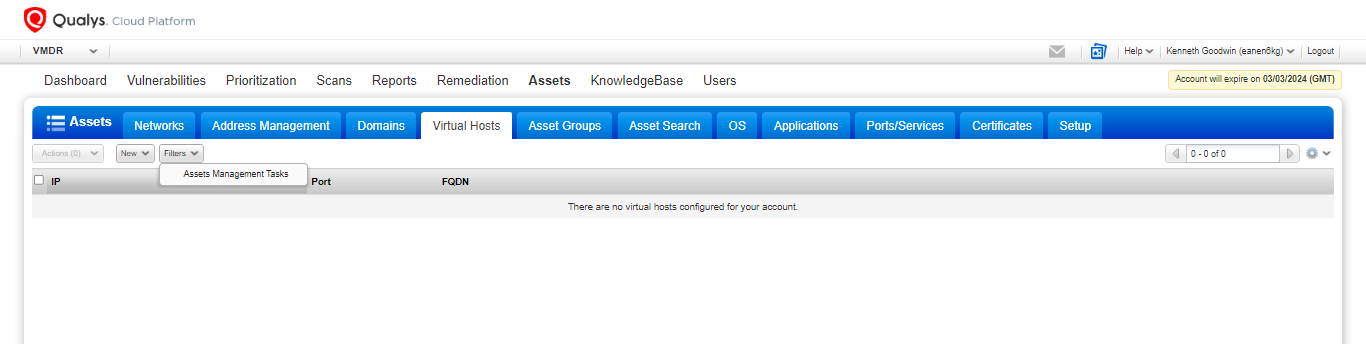 Qualys. Cloud Platform
VMDR
Help
Kenneth Goodwin (eanen6kg)
Logout
Dashboard Vulnerabilities Prioritization Scans Reports Remediation Assets KnowledgeBase Users
Account will expire on 03/03/2024 (GMT)
Assets Networks Address Management Domains Virtual Hosts Asset Groups Asset Search OS Applications Ports/Services Certificates Setup
Actions (0) New Filters 0 - 0 of 0
Assets Management Tasks
IP Port FQDN
There are no virtual hosts configured for your account.